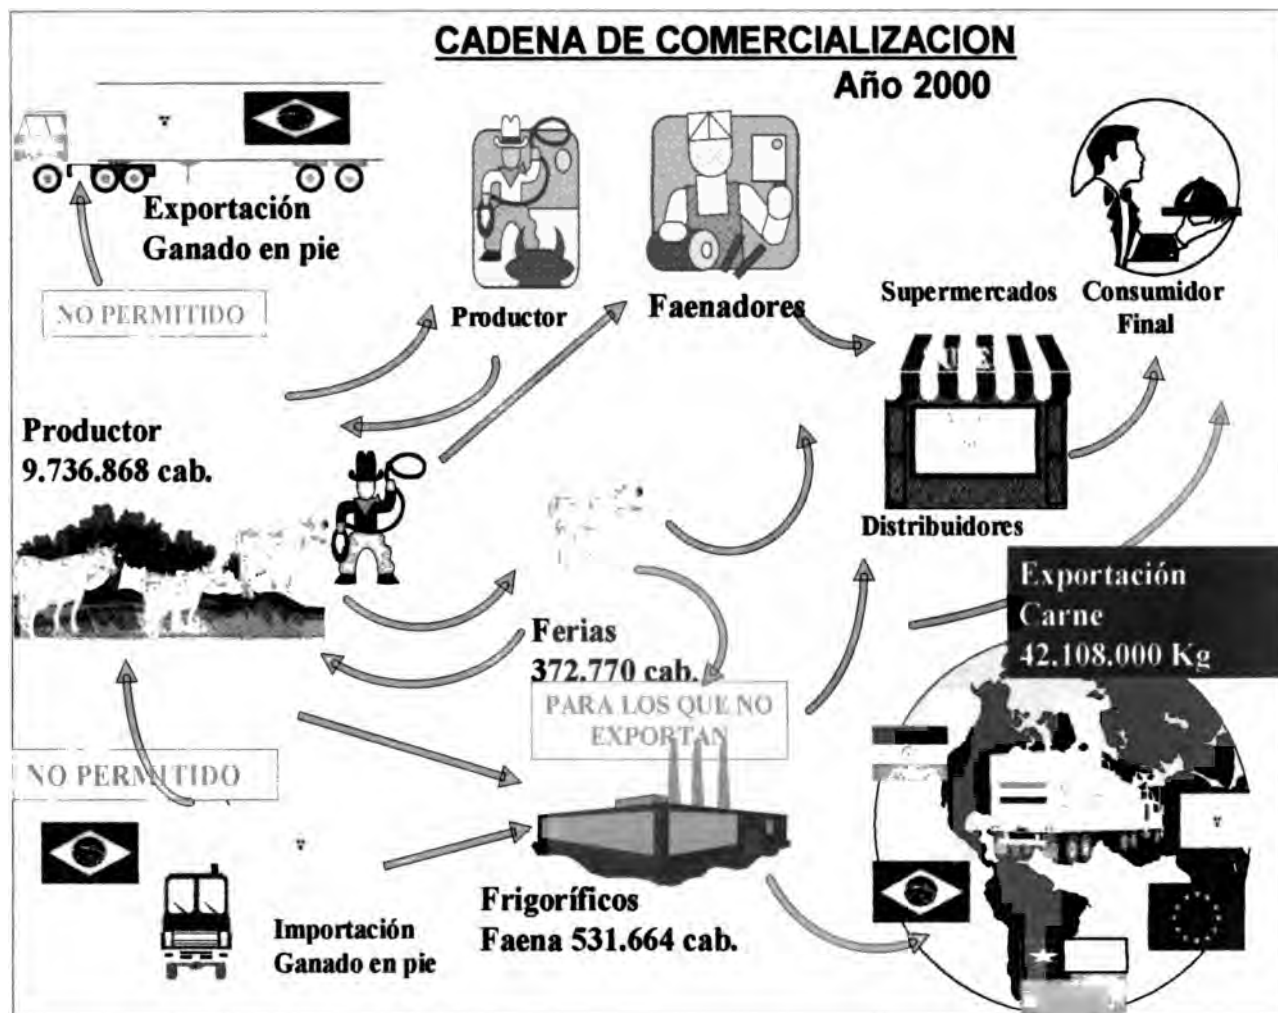 CADENA DE COMERCIALIZACION
Año 2000
Exportación
Ganado en pie
NO PERMITIDO
Productor
Faenadores
Supermercados
Consumidor
Final
Productor
9.736.868 cab.
Distribuidores
Exportación
Carne
42.108.000 Kg
Ferias
372.770 cab.
PARA LOS QUE NO
EXPORTAN
NO PERMITIDO
Importación
Ganado en pie
Frigoríficos
Faena 531.664 cab.